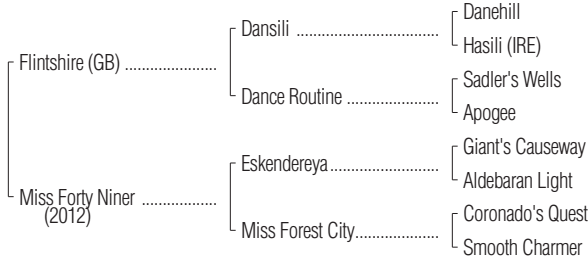 Danehill
Dansili ....................................
Hasili (IRE)
Flintshire (GB) .......................
Sadler's Wells
Dance Routine .......................
Apogee
Giant's Causeway
Eskendereya...........................
Aldebaran Light
Miss Forty Niner ..................
(2012)
Coronado's Quest
Miss Forest City.....................
Smooth Charmer